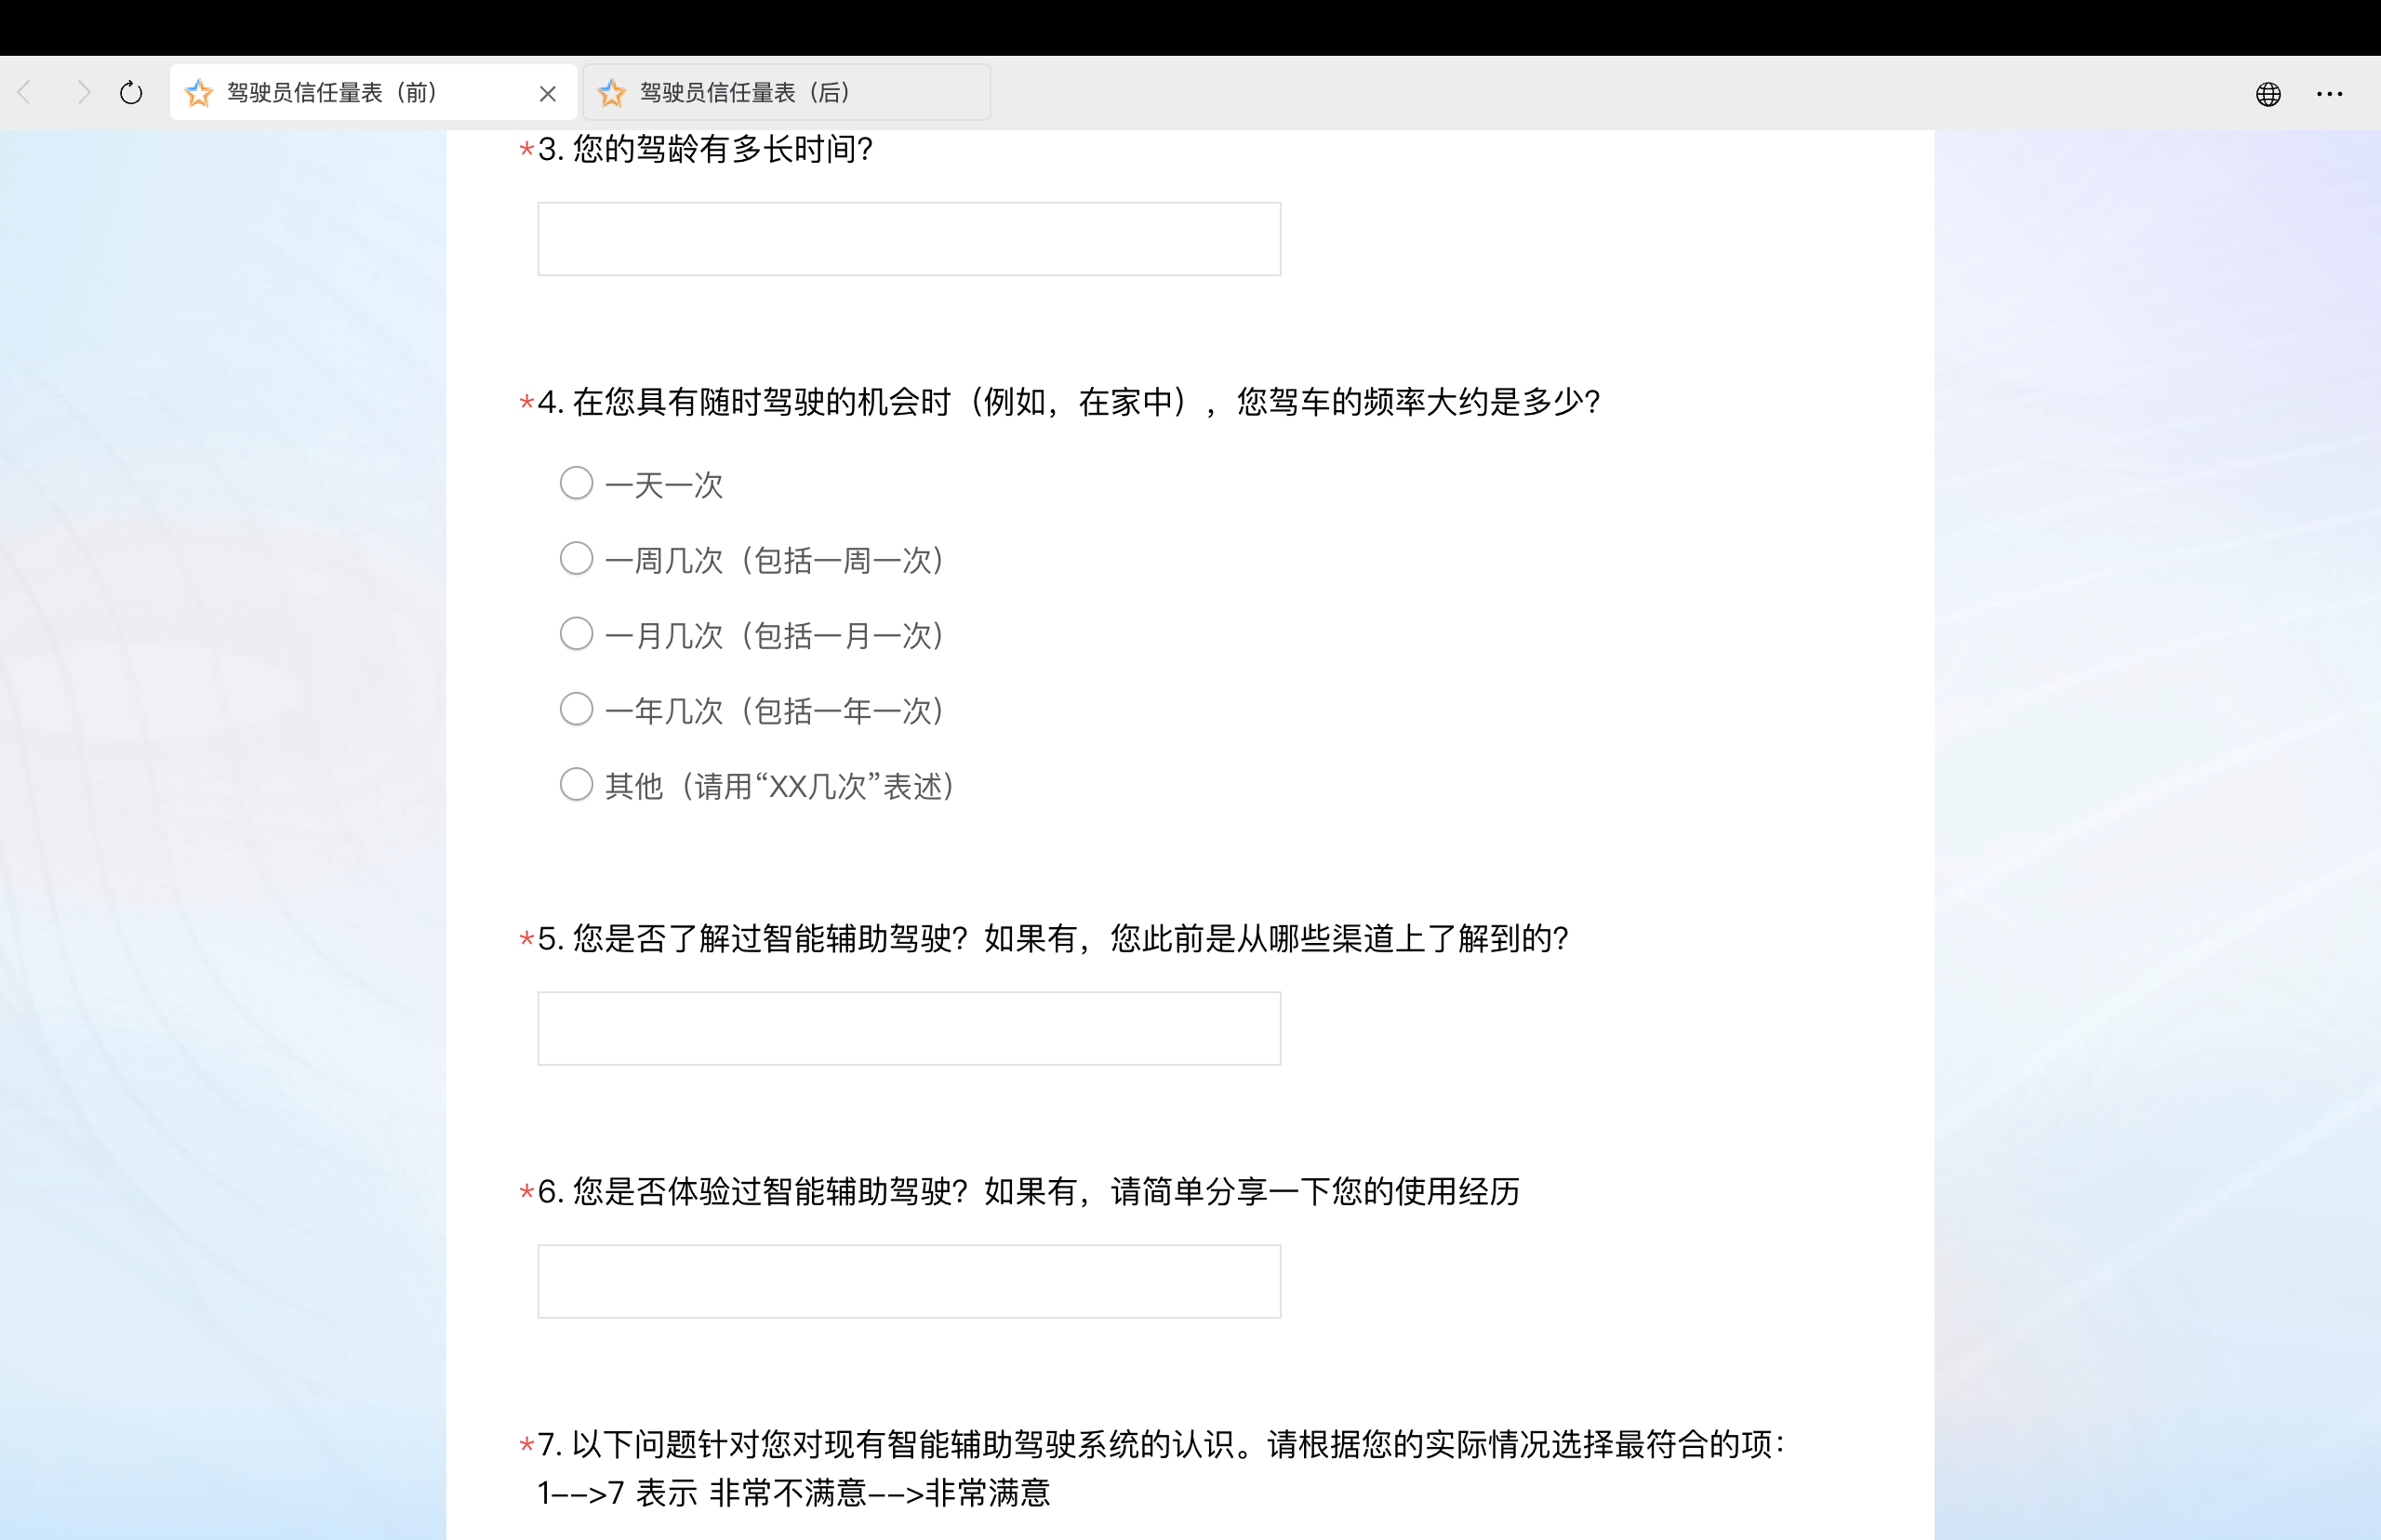 驾驶员信任量表（前）
驾驶员信任量表（后）
*3. 您的驾龄有多长时间?
*4. 在您具有随时驾驶的机会时（例如，在家中），您驾车的频率大约是多少?
一天一次
一周几次（包括一周一次）
一月几次（包括一月一次）
一年几次（包括一年一次）
其他（请用“XX几次”表述）
*5. 您是否了解过智能辅助驾驶? 如果有，您此前是从哪些渠道上了解到的?
*6. 您是否体验过智能辅助驾驶? 如果有，请简单分享一下您的使用经历
*7. 以下问题针对您对现有智能辅助驾驶系统的认识。请根据您的实际情况选择最符合的项：
1-->7 表示 非常不满意-->非常满意